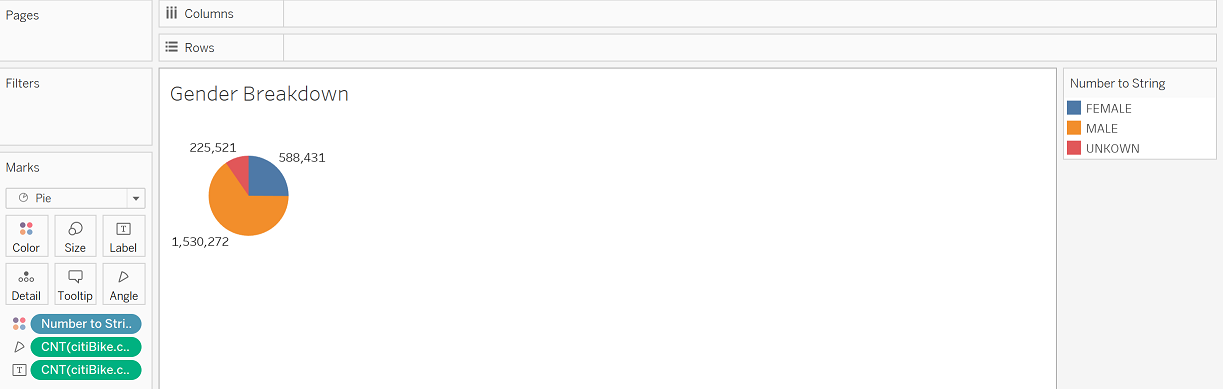 Pages
Columns
Rows
Filters
Marks
Pie
Color
Size
Label
Detail
Tooltip
Angle
Number to Stri..
CNT(citiBike.c..
CNT(citiBike.c..
Gender Breakdown
225,521
588,431
1,530,272
Number to String
FEMALE
MALE
UNKOWN